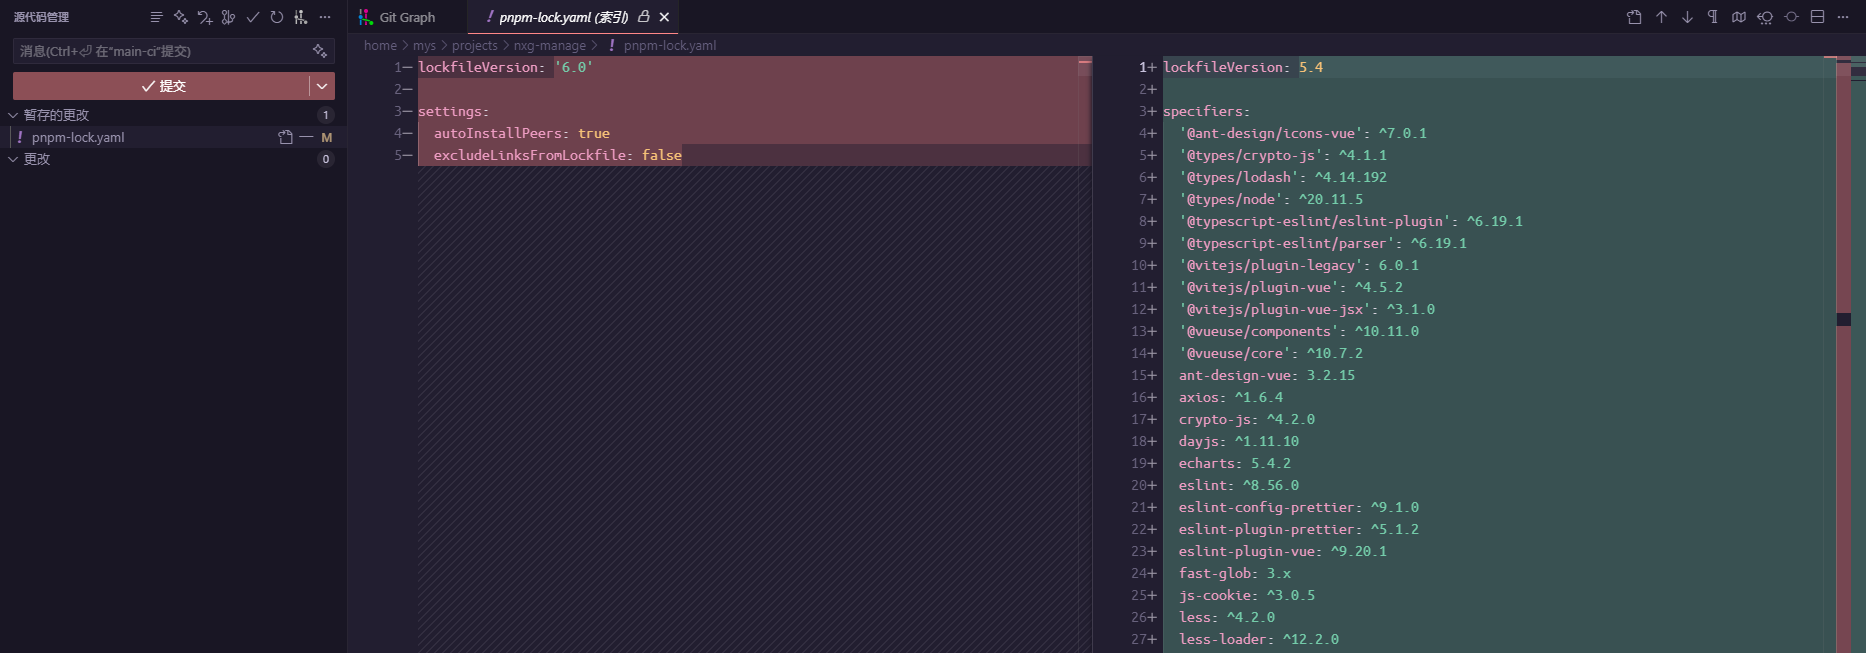 源代码管理
消息(Ctrl+⏎ 在"main-ci"提交)
提交
暂存的更改 1
pnpm-lock.yaml M
更改 0
Git Graph
pnpm-lock.yaml (索引)
home > mys > projects > nxg-manage > ! pnpm-lock.yaml
1— lockfileVersion: '6.0'
2—
3— settings:
4—   autoInstallPeers: true
5—   excludeLinksFromLockfile: false
1+ lockfileVersion: 5.4
2+
3+ specifiers:
4+   '@ant-design/icons-vue': ^7.0.1
5+   '@types/crypto-js': ^4.1.1
6+   '@types/lodash': ^4.14.192
7+   '@types/node': ^20.11.5
8+   '@typescript-eslint/eslint-plugin': ^6.19.1
9+   '@typescript-eslint/parser': ^6.19.1
10+   '@vitejs/plugin-legacy': 6.0.1
11+   '@vitejs/plugin-vue': ^4.5.2
12+   '@vitejs/plugin-vue-jsx': ^3.1.0
13+   '@vueuse/components': ^10.11.0
14+   '@vueuse/core': ^10.7.2
15+   ant-design-vue: 3.2.15
16+   axios: ^1.6.4
17+   crypto-js: ^4.2.0
18+   dayjs: ^1.11.10
19+   echarts: 5.4.2
20+   eslint: ^8.56.0
21+   eslint-config-prettier: ^9.1.0
22+   eslint-plugin-prettier: ^5.1.2
23+   eslint-plugin-vue: ^9.20.1
24+   fast-glob: 3.x
25+   js-cookie: ^3.0.5
26+   less: ^4.2.0
27+   less-loader: ^12.2.0